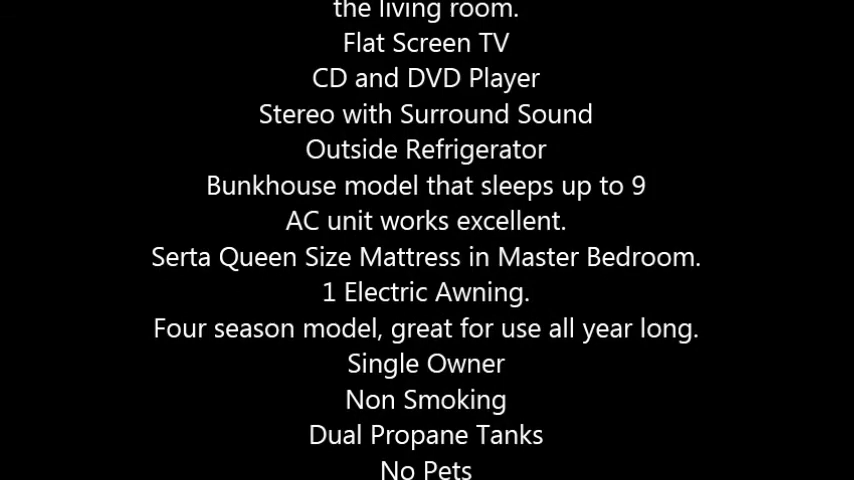 the living room.
Flat Screen TV
CD and DVD Player
Stereo with Surround Sound
Outside Refrigerator
Bunkhouse model that sleeps up to 9
AC unit works excellent.
Serta Queen Size Mattress in Master Bedroom.
1 Electric Awning.
Four season model, great for use all year long.
Single Owner
Non Smoking
Dual Propane Tanks
No Pets